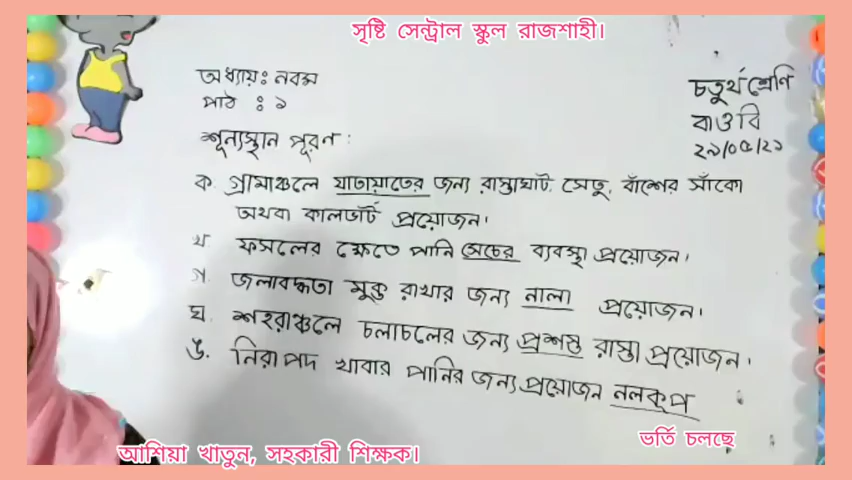 সৃষ্টি সেন্ট্রাল স্কুল রাজশাহী।
অধ্যায়ঃ নবম
পাঠ ঃ ১
শূন্যস্থান পূরণ :
চতুর্থ শ্রেণি
বাওবি
২৯/০৫/২১
ক. গ্রামাঞ্চলে যাতায়াতের জন্য রাস্তাঘাট, সেতু, বাঁশের সাঁকো
অথবা কালভার্ট প্রয়োজন।
খ. ফসলের ক্ষেতে পানি সেচের ব্যবস্থা প্রয়োজন।
গ. জলাবদ্ধতা মুক্ত রাখার জন্য নালা প্রয়োজন।
ঘ. শহরাঞ্চলে চলাচলের জন্য প্রশস্ত রাস্তা প্রয়োজন।
ঙ. নিরাপদ খাবার পানির জন্য প্রয়োজন নলকূপ
ভর্তি চলছে
আশিয়া খাতুন, সহকারী শিক্ষক।